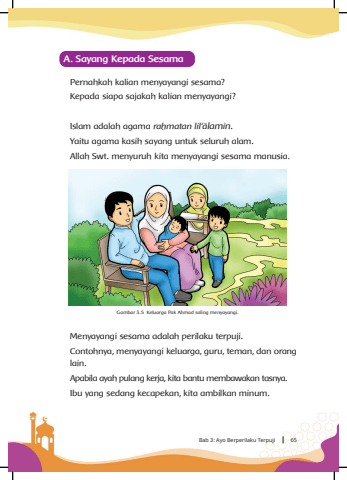 A. Sayang Kepada Sesama
Pernahkah kalian menyayangi sesama?
Kepada siapa sajakah kalian menyayangi?
Islam adalah agama raḥmatan lil‘ālamīn.
Yaitu agama kasih sayang untuk seluruh alam.
Allah Swt. menyuruh kita menyayangi sesama manusia.
Gambar 3.5 Keluarga Pak Ahmad saling menyayangi.
Menyayangi sesama adalah perilaku terpuji.
Contohnya, menyayangi keluarga, guru, teman, dan orang
lain.
Apabila ayah pulang kerja, kita bantu membawakan tasnya.
Ibu yang sedang kecapekan, kita ambilkan minum.
Bab 3: Ayo Berperilaku Terpuji | 65